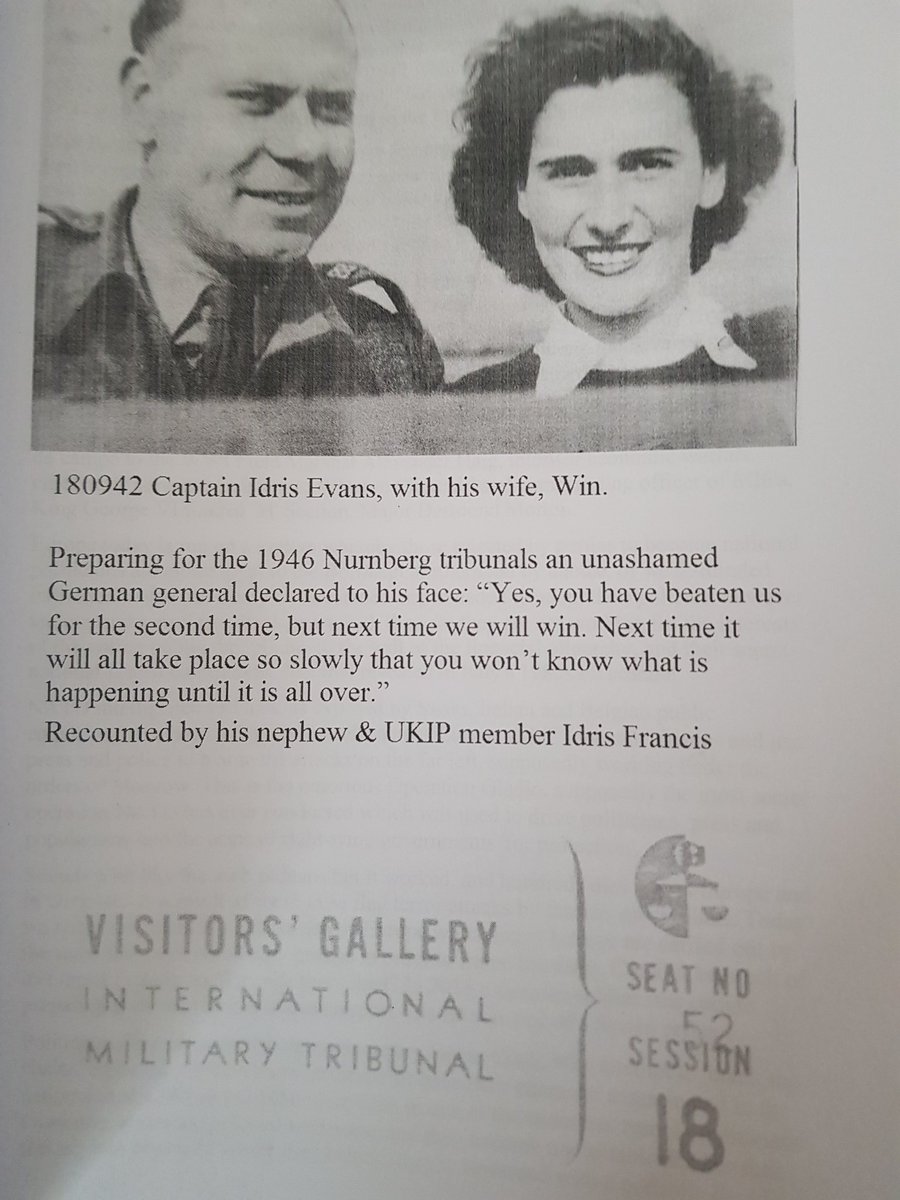 180942 Captain Idris Evans, with his wife, Win.
Preparing for the 1946 Nurnberg tribunals an unashamed
German general declared to his face: “Yes, you have beaten us
for the second time, but next time we will win. Next time it
will all take place so slowly that you won’t know what is
happening until it is all over.”
Recounted by his nephew & UKIP member Idris Francis
VISITORS’ GALLERY
INTERNATIONAL
MILITARY TRIBUNAL
SEAT NO
52
SESSION
18